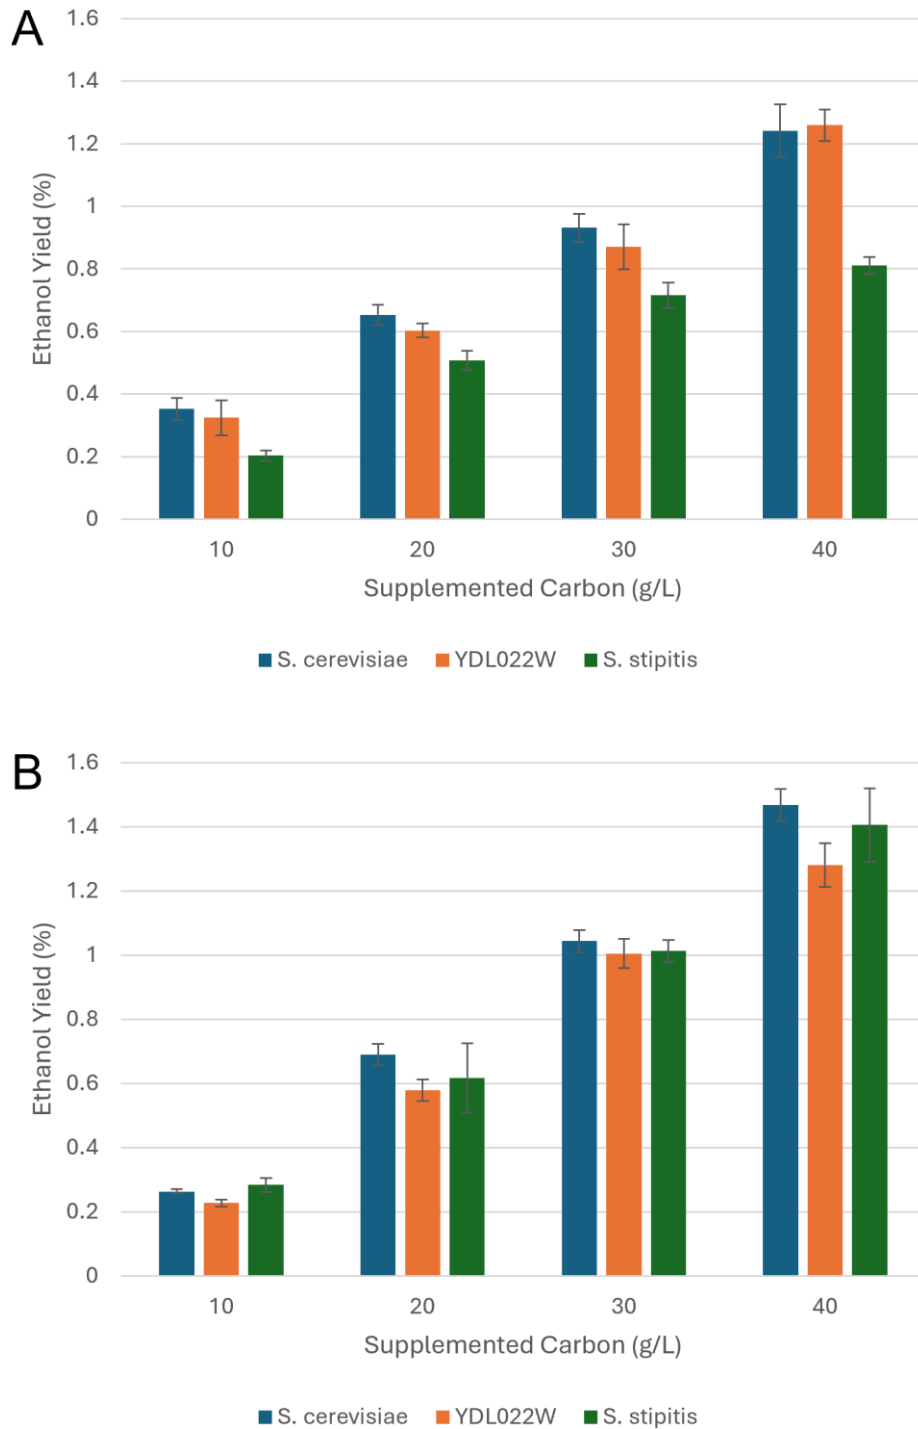 A
1.6
1.4
1.2
1
0.8
0.6
0.4
0.2
0
Ethanol Yield (%)
10 20 30 40
Supplemented Carbon (g/L)
S. cerevisiae YDL022W S. stipitis
B
1.6
1.4
1.2
1
0.8
0.6
0.4
0.2
0
Ethanol Yield (%)
10 20 30 40
Supplemented Carbon (g/L)
S. cerevisiae YDL022W S. stipitis